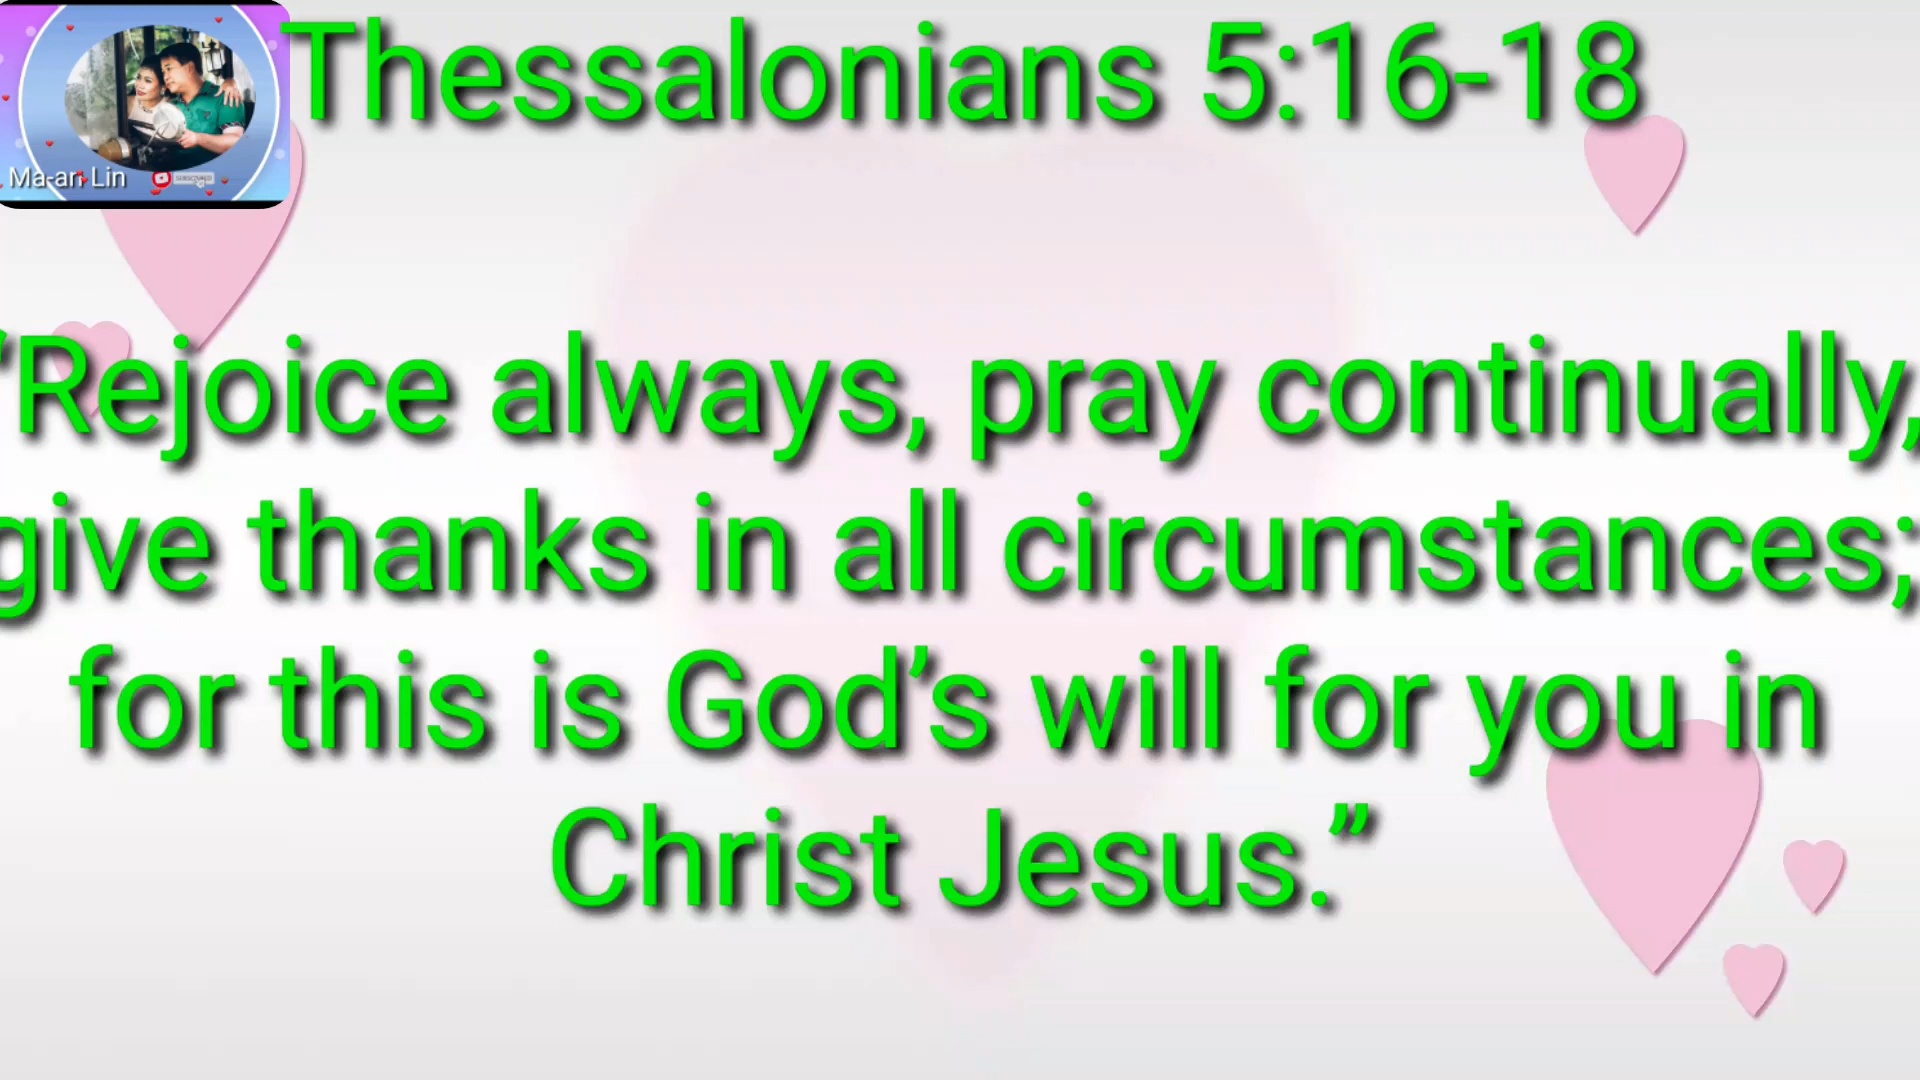 Thessalonians 5:16-18
Ma-an Lin
SUBSCRIBED
“Rejoice always, pray continually,
give thanks in all circumstances;
for this is God’s will for you in
Christ Jesus.”